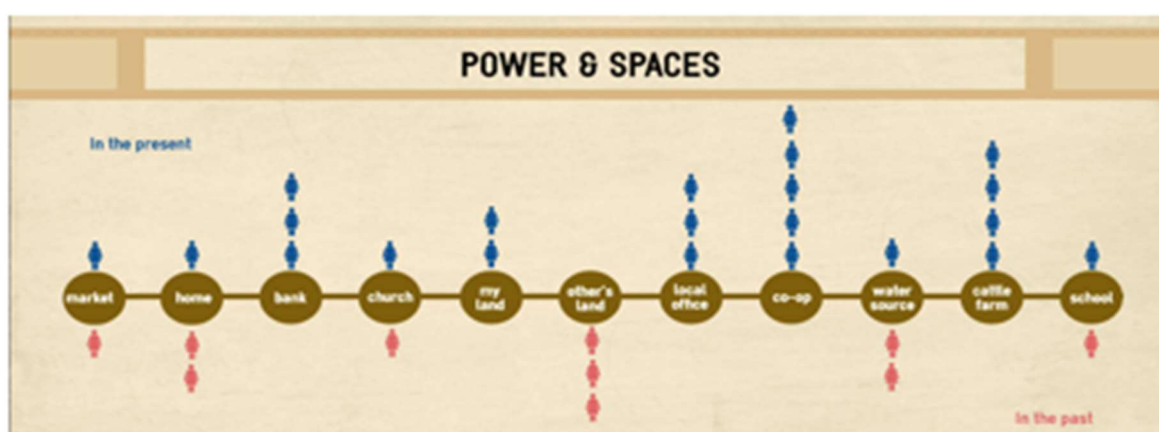 POWER & SPACES
In the present
market
home
bank
church
my
land
other's
land
local
office
co-op
water
source
cattle
farm
school
In the past